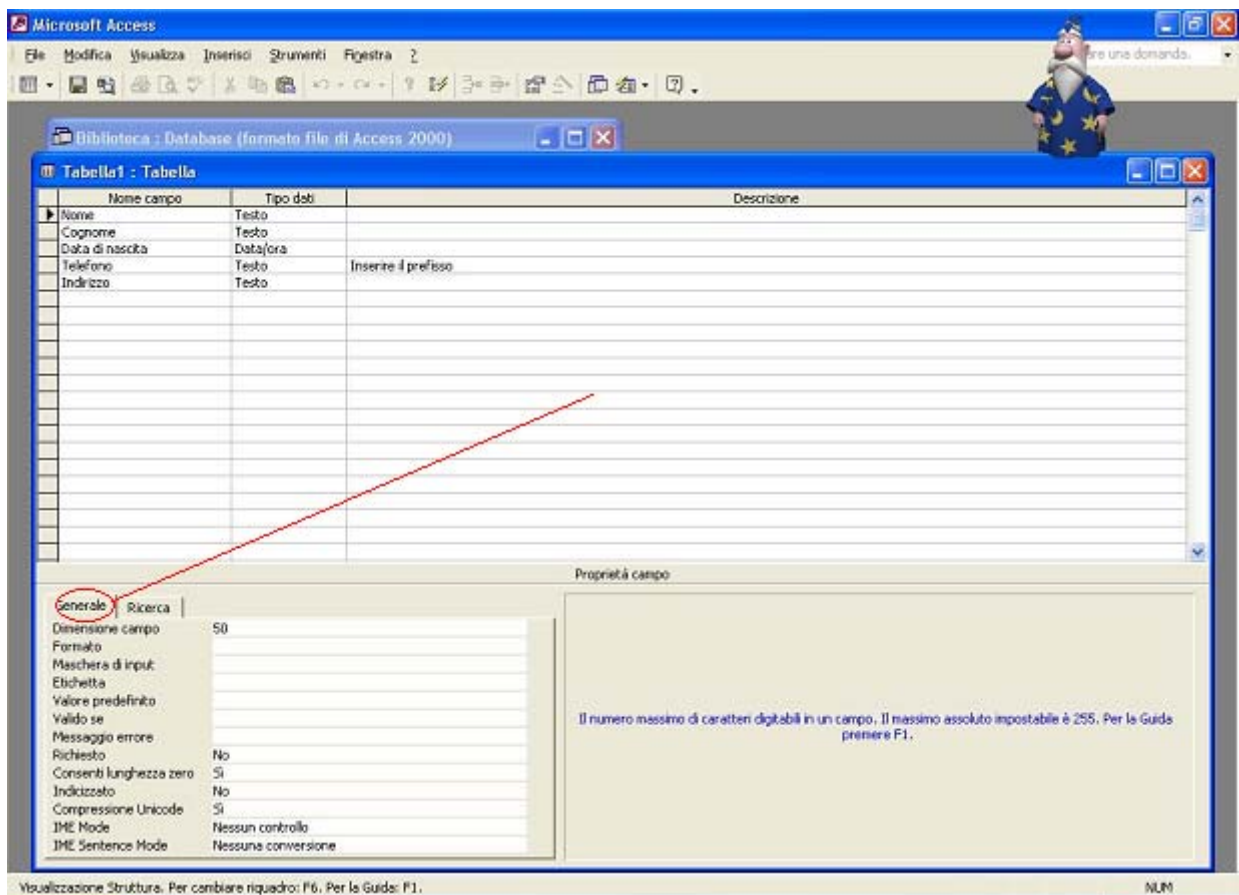 Microsoft Access
File Modifica Visualizza Inserisci Strumenti Finestra ?
re una domanda.
Biblioteca : Database (formato file di Access 2000)
Tabella1 : Tabella
Nome campo Tipo dati Descrizione
Nome Testo
Cognome Testo
Data di nascita Data/ora
Telefono Testo Inserire il prefisso
Indirizzo Testo
Proprietà campo
Generale Ricerca
Dimensione campo 50
Formato
Maschera di input
Etichetta
Valore predefinito
Valido se
Messaggio errore
Richiesto No
Consenti lunghezza zero Sì
Indicizzato No
Compressione Unicode Sì
IME Mode Nessun controllo
IME Sentence Mode Nessuna conversione
Il numero massimo di caratteri digitabili in un campo. Il massimo assoluto impostabile è 255. Per la Guida
premere F1.
Visualizzazione Struttura. Per cambiare riquadro: F6. Per la Guida: F1. NUM